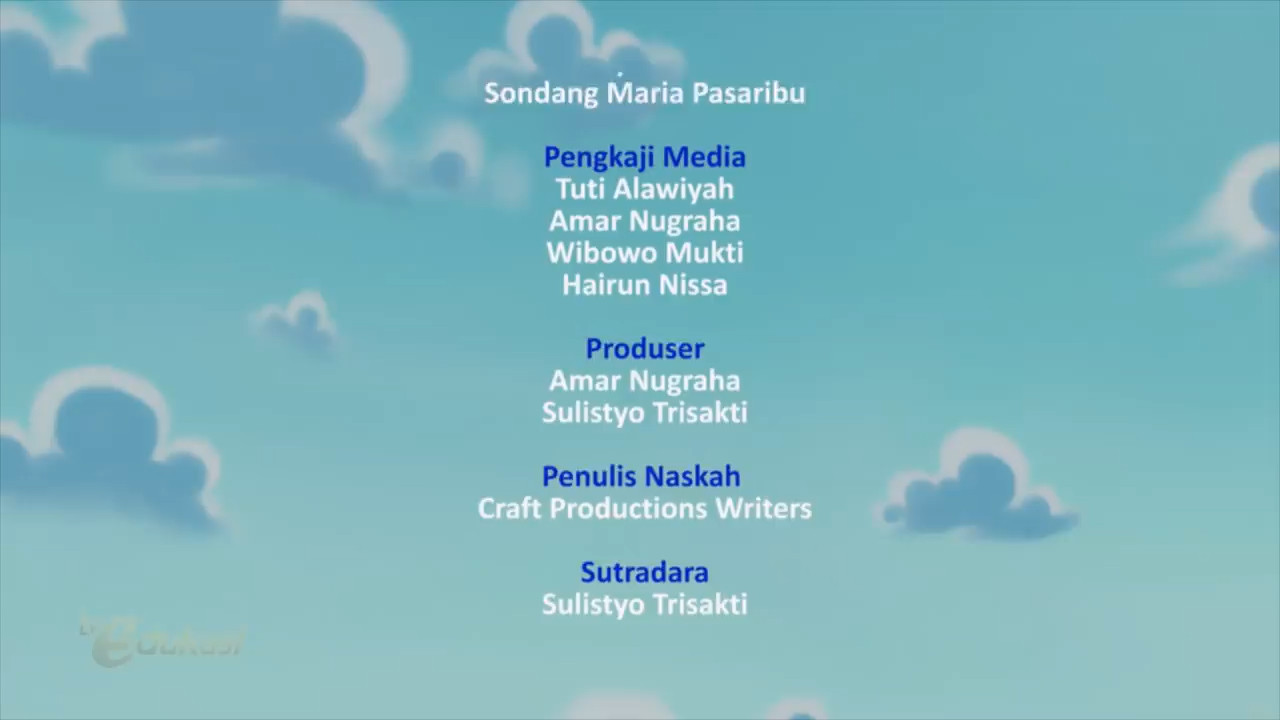 Sondang Maria Pasaribu
Pengkaji Media
Tuti Alawiyah
Amar Nugraha
Wibowo Mukti
Hairun Nissa
Produser
Amar Nugraha
Sulistyo Trisakti
Penulis Naskah
Craft Productions Writers
Sutradara
Sulistyo Trisakti
Edukasi